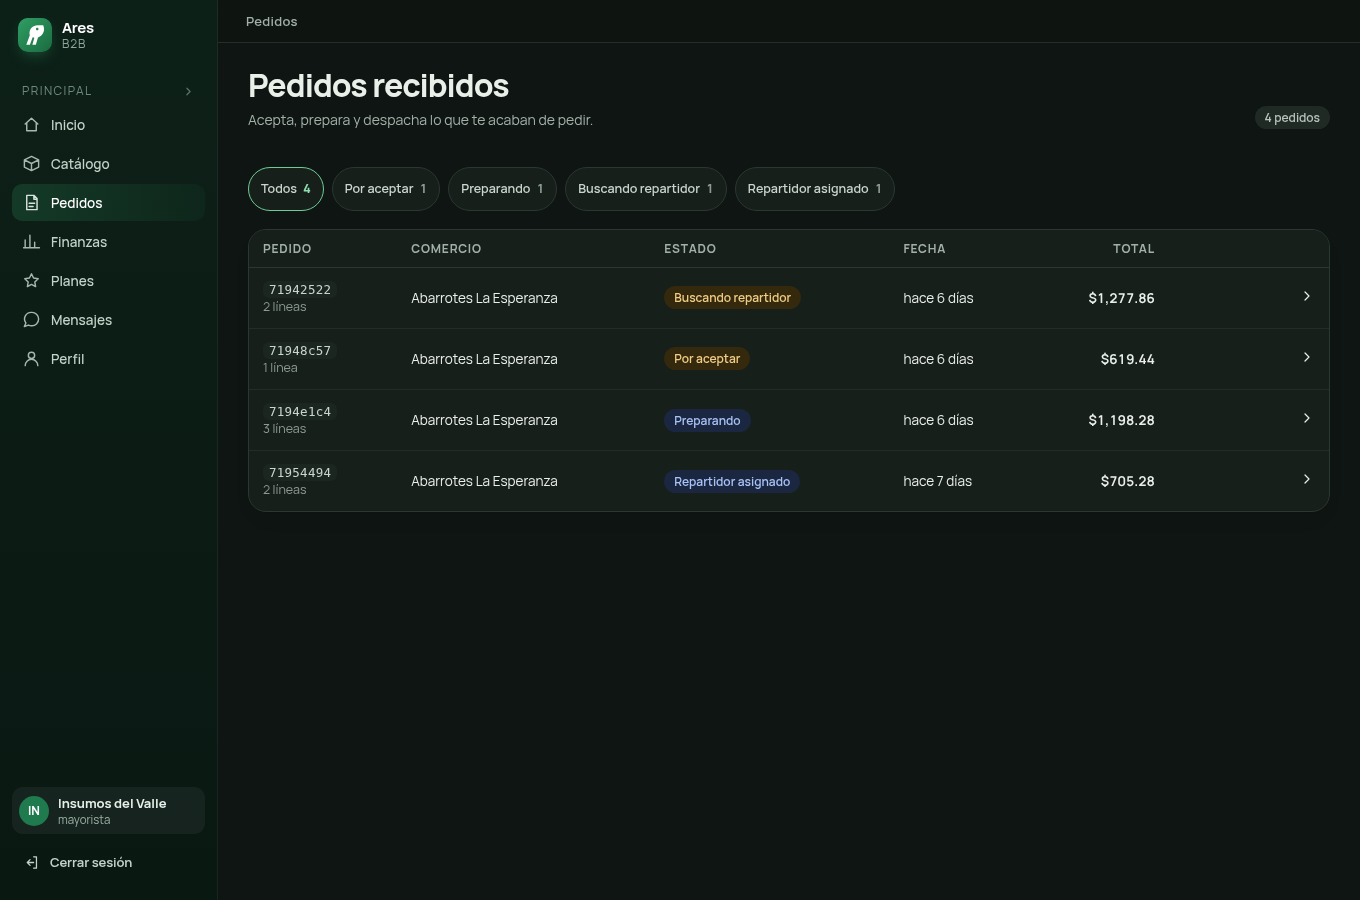 Ares
B2B
PRINCIPAL
Inicio
Catálogo
Pedidos
Finanzas
Planes
Mensajes
Perfil
IN
Insumos del Valle
mayorista
Cerrar sesión
Pedidos
Pedidos recibidos
Acepta, prepara y despacha lo que te acaban de pedir.
4 pedidos
Todos 4
Por aceptar 1
Preparando 1
Buscando repartidor 1
Repartidor asignado 1
PEDIDO COMERCIO ESTADO FECHA TOTAL
71942522
2 líneas
Abarrotes La Esperanza Buscando repartidor hace 6 días $1,277.86
71948c57
1 línea
Abarrotes La Esperanza Por aceptar hace 6 días $619.44
7194e1c4
3 líneas
Abarrotes La Esperanza Preparando hace 6 días $1,198.28
71954494
2 líneas
Abarrotes La Esperanza Repartidor asignado hace 7 días $705.28